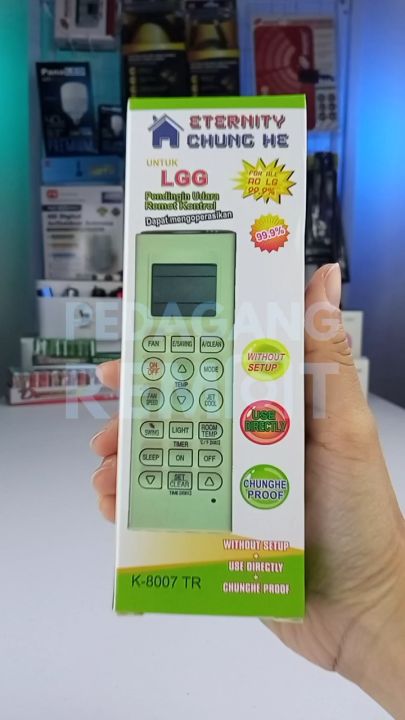 ETERNITY
CHUNG HE
UNTUK
LGG
Pendingin Udara
Remot Kontrol
Dapat mengoperasikan
FOR ALL
AC LG
99.9%
99.9%
PEDAGANG
FAN
E/SAVING
A/CLEAN
ON
OFF
TEMP
MODE
FAN
SPEED
JET
COOL
SWING
LIGHT
ROOM
TEMP
TIMER
SLEEP
ON
OFF
SET
CLEAR
WITHOUT
SETUP
USE
DIRECTLY
CHUNGHE
PROOF
WITHOUT SETUP
+
USE DIRECTLY
+
CHUNGHE PROOF
K-8007 TR